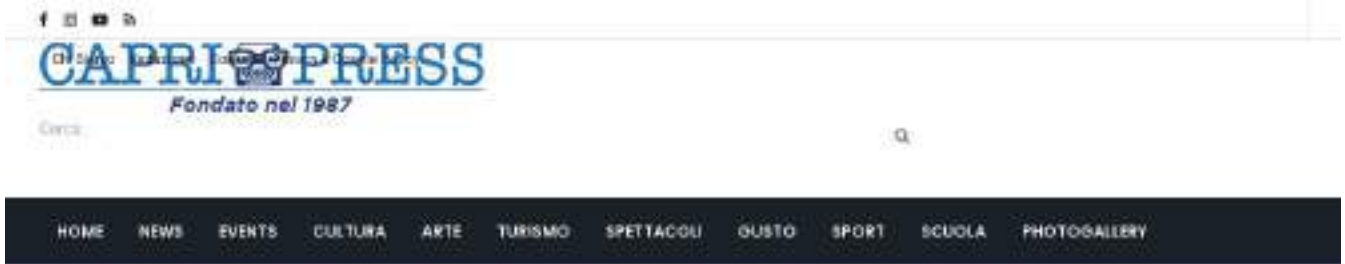 CAPRI PRESS
Fondato nel 1987
Cerca
HOME NEWS EVENTS CULTURA ARTE TURISMO SPETTACOLI GUSTO SPORT SCUOLA PHOTOGALLERY